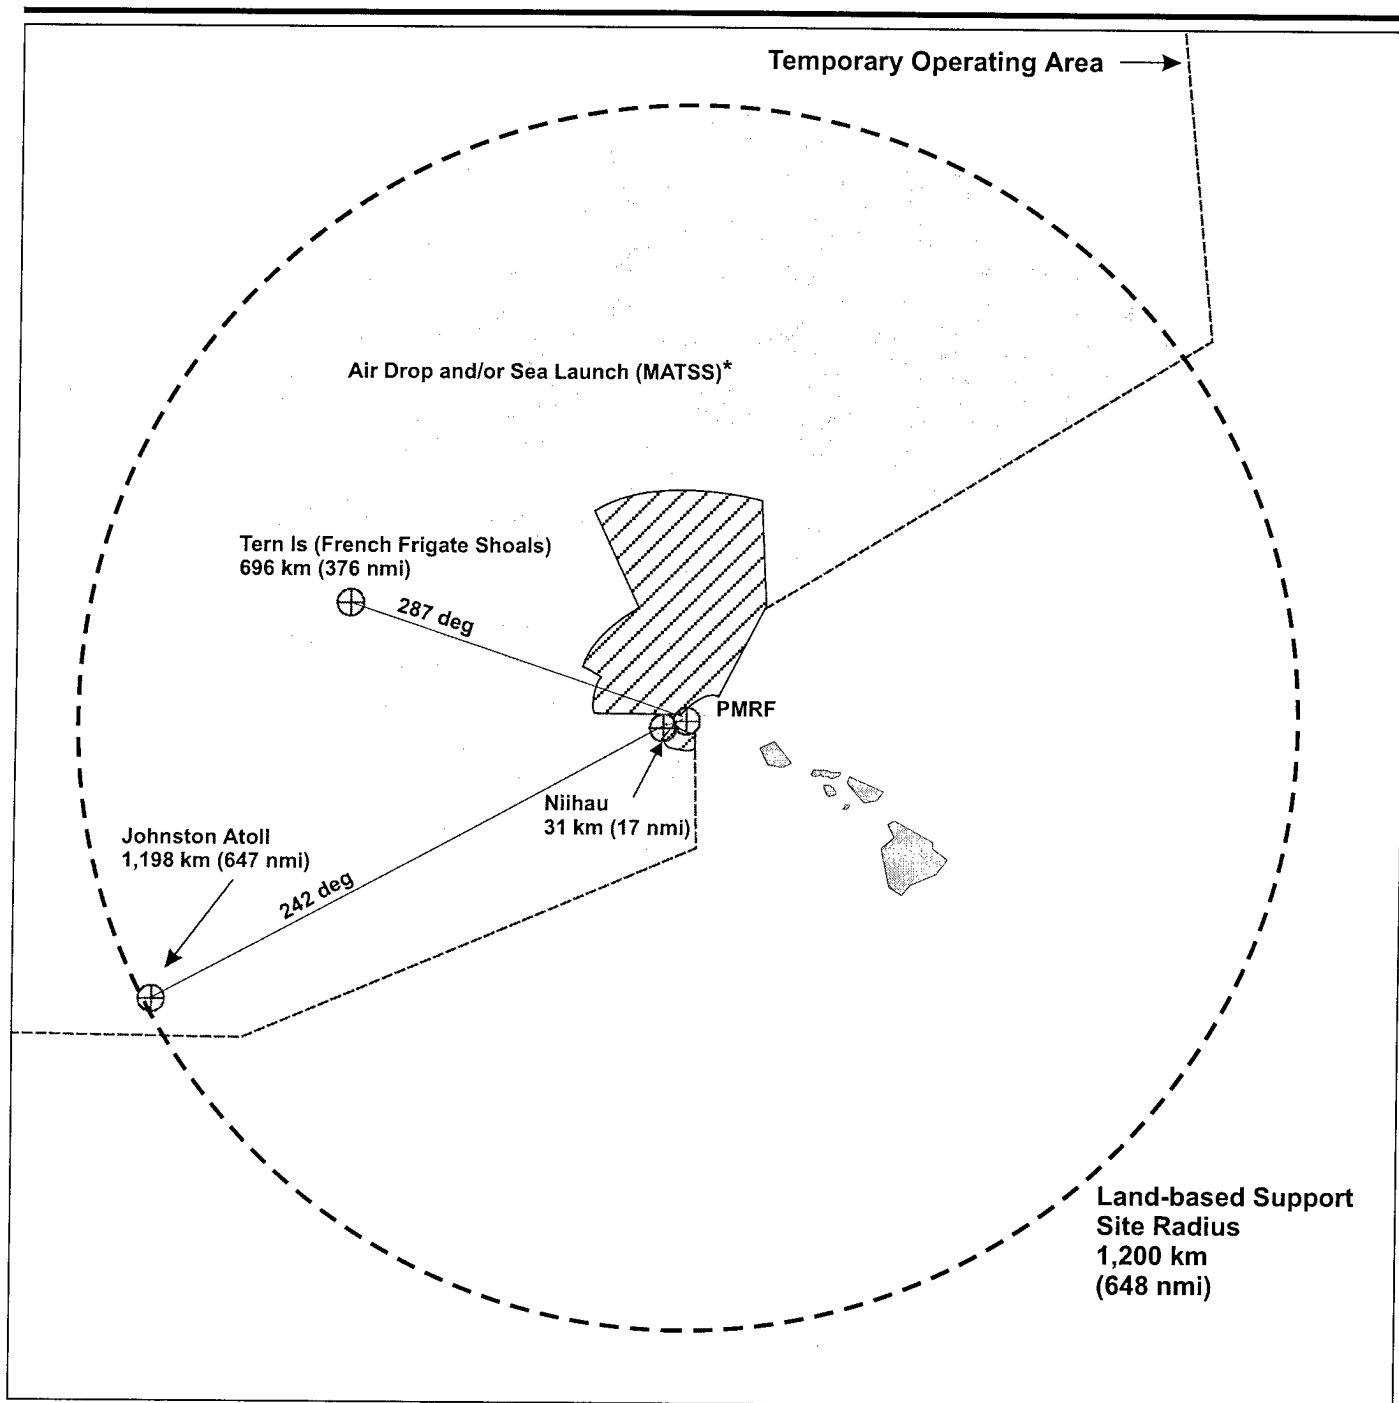 Temporary Operating Area
Air Drop and/or Sea Launch (MATSS)*
Tern Is (French Frigate Shoals)
696 km (376 nmi)
287 deg
PMRF
Niihau
31 km (17 nmi)
Johnston Atoll
1,198 km (647 nmi)
242 deg
Land-based Support
Site Radius
1,200 km
(648 nmi)